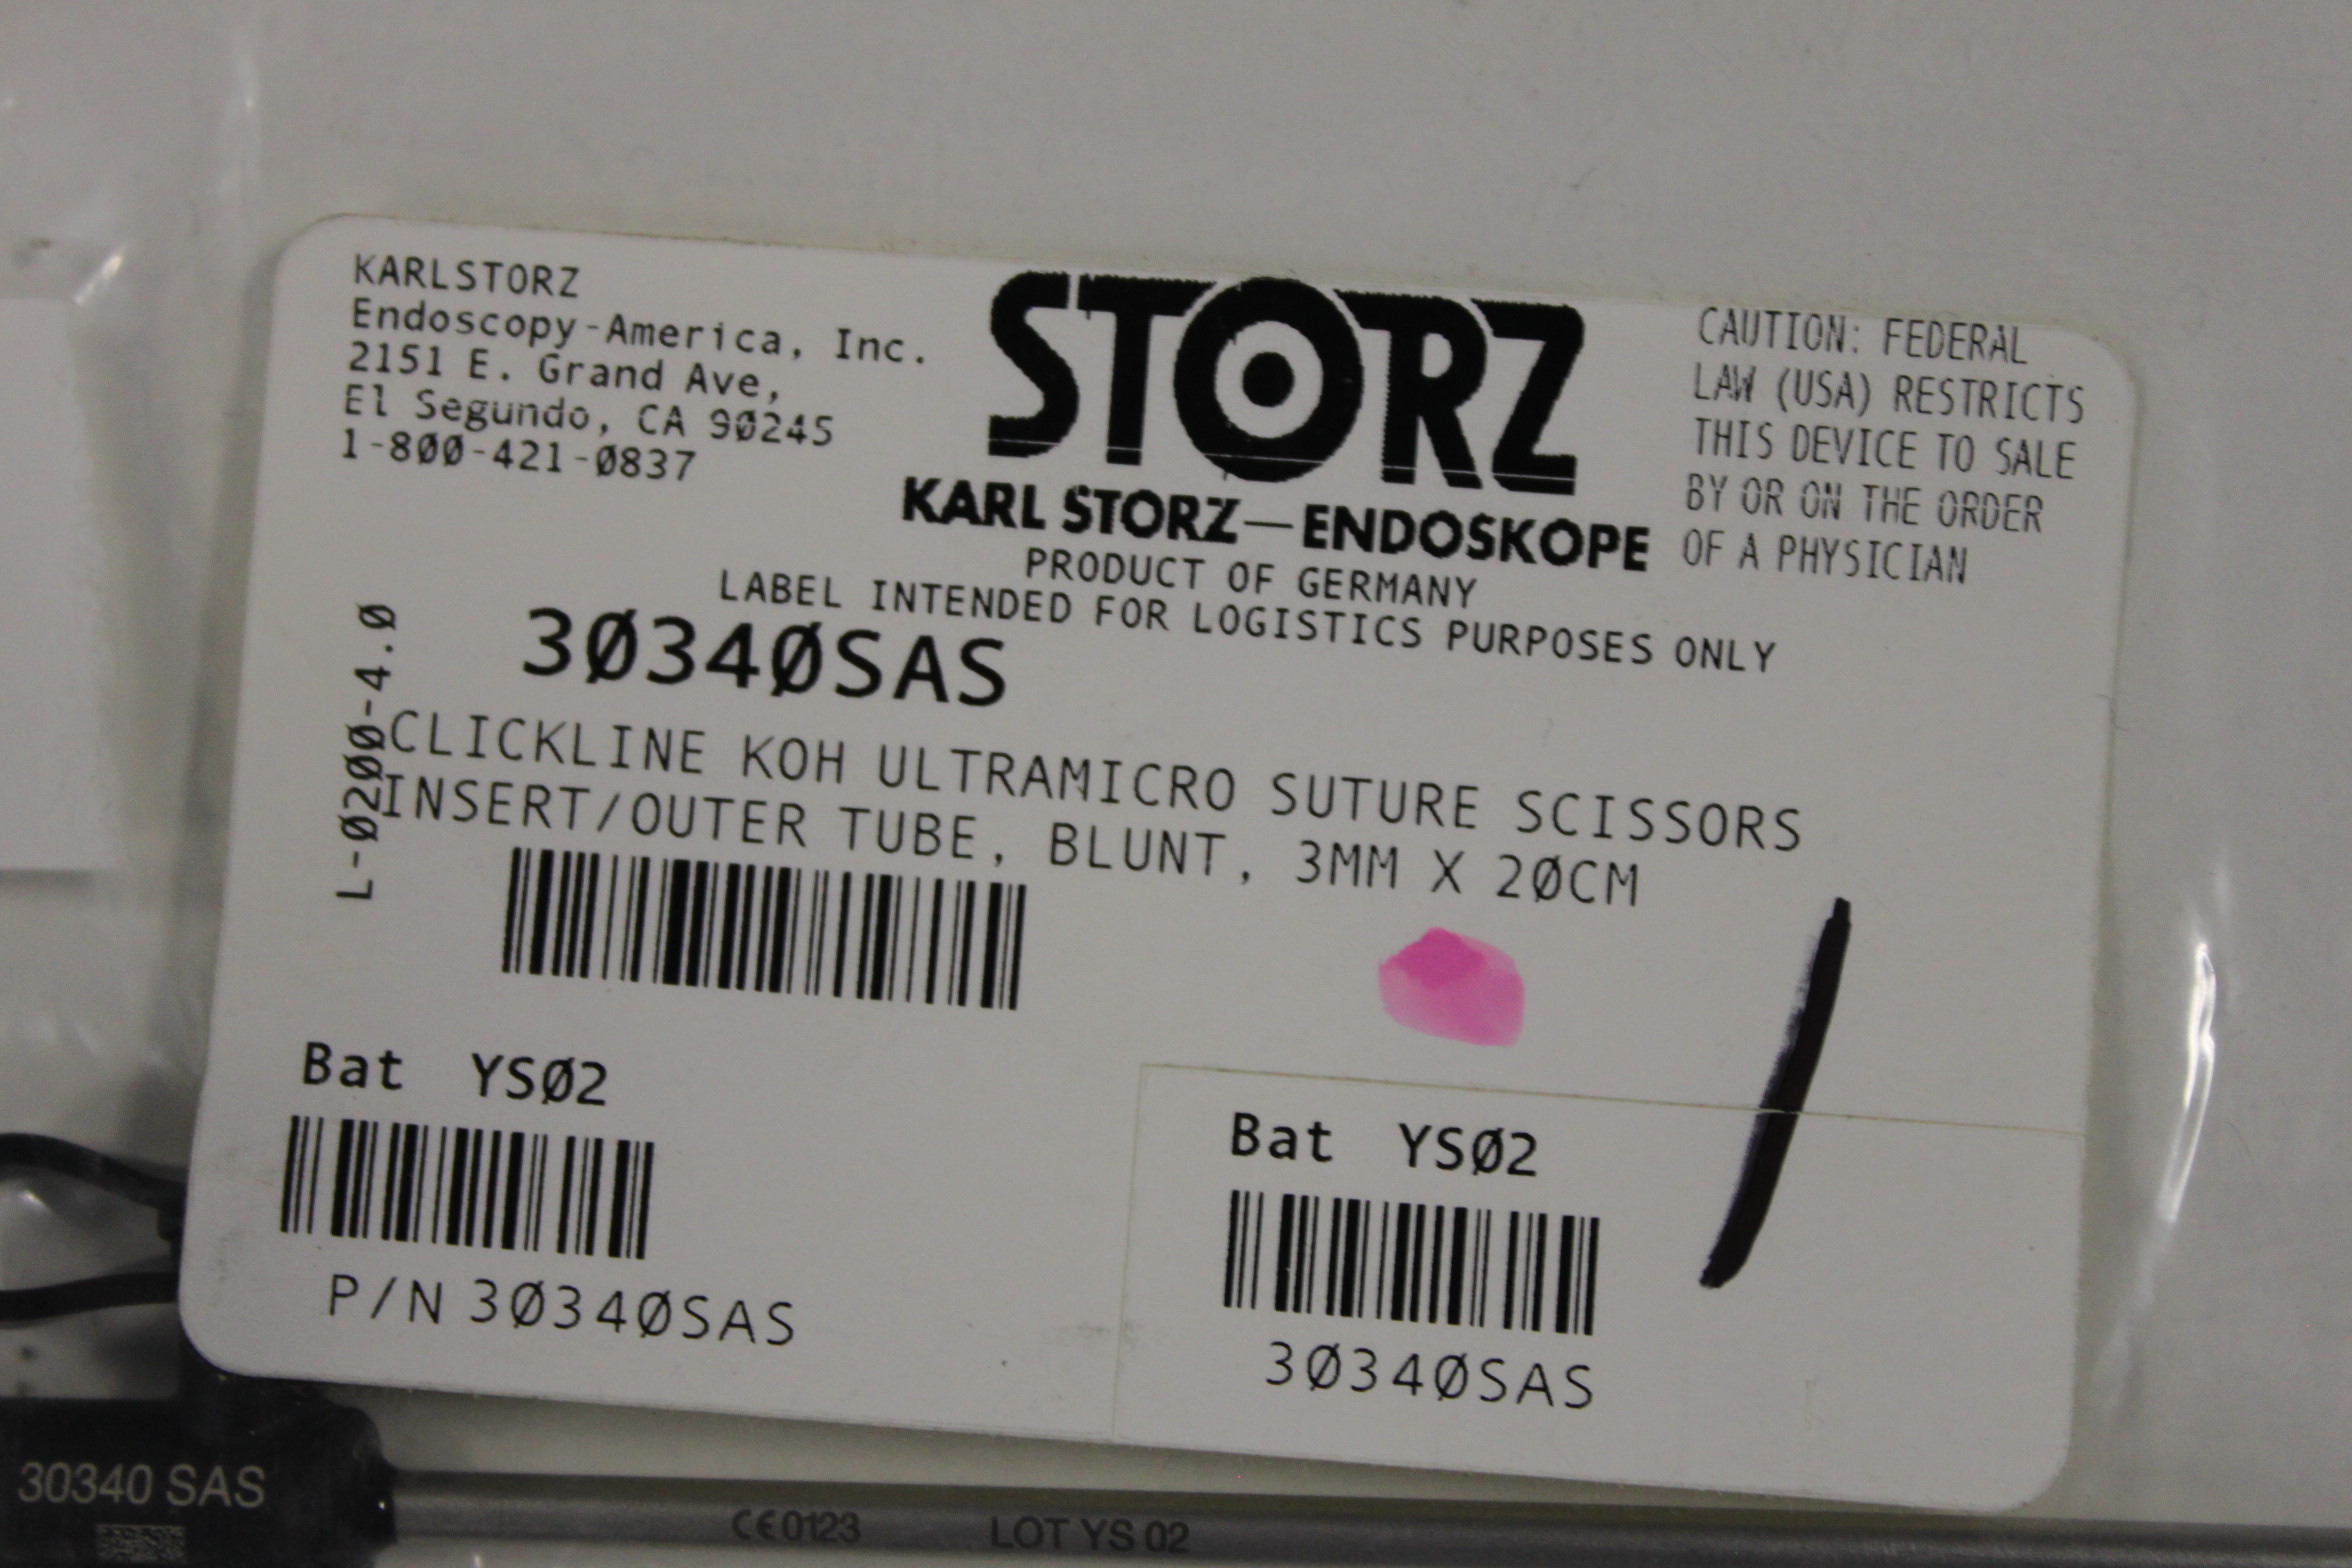 KARLSTORZ
Endoscopy-America, Inc.
2151 E. Grand Ave,
El Segundo, CA 90245
1-800-421-0837
STORZ
KARL STORZ—ENDOSKOPE
PRODUCT OF GERMANY
LABEL INTENDED FOR LOGISTICS PURPOSES ONLY
CAUTION: FEDERAL
LAW (USA) RESTRICTS
THIS DEVICE TO SALE
BY OR ON THE ORDER
OF A PHYSICIAN
L-0200-4.0
30340SAS
CLICKLINE KOH ULTRAMICRO SUTURE SCISSORS
INSERT/OUTER TUBE, BLUNT, 3MM X 20CM
Bat YS02
P/N 30340SAS
Bat YS02
30340SAS
30340 SAS
CE0123
LOT YS 02